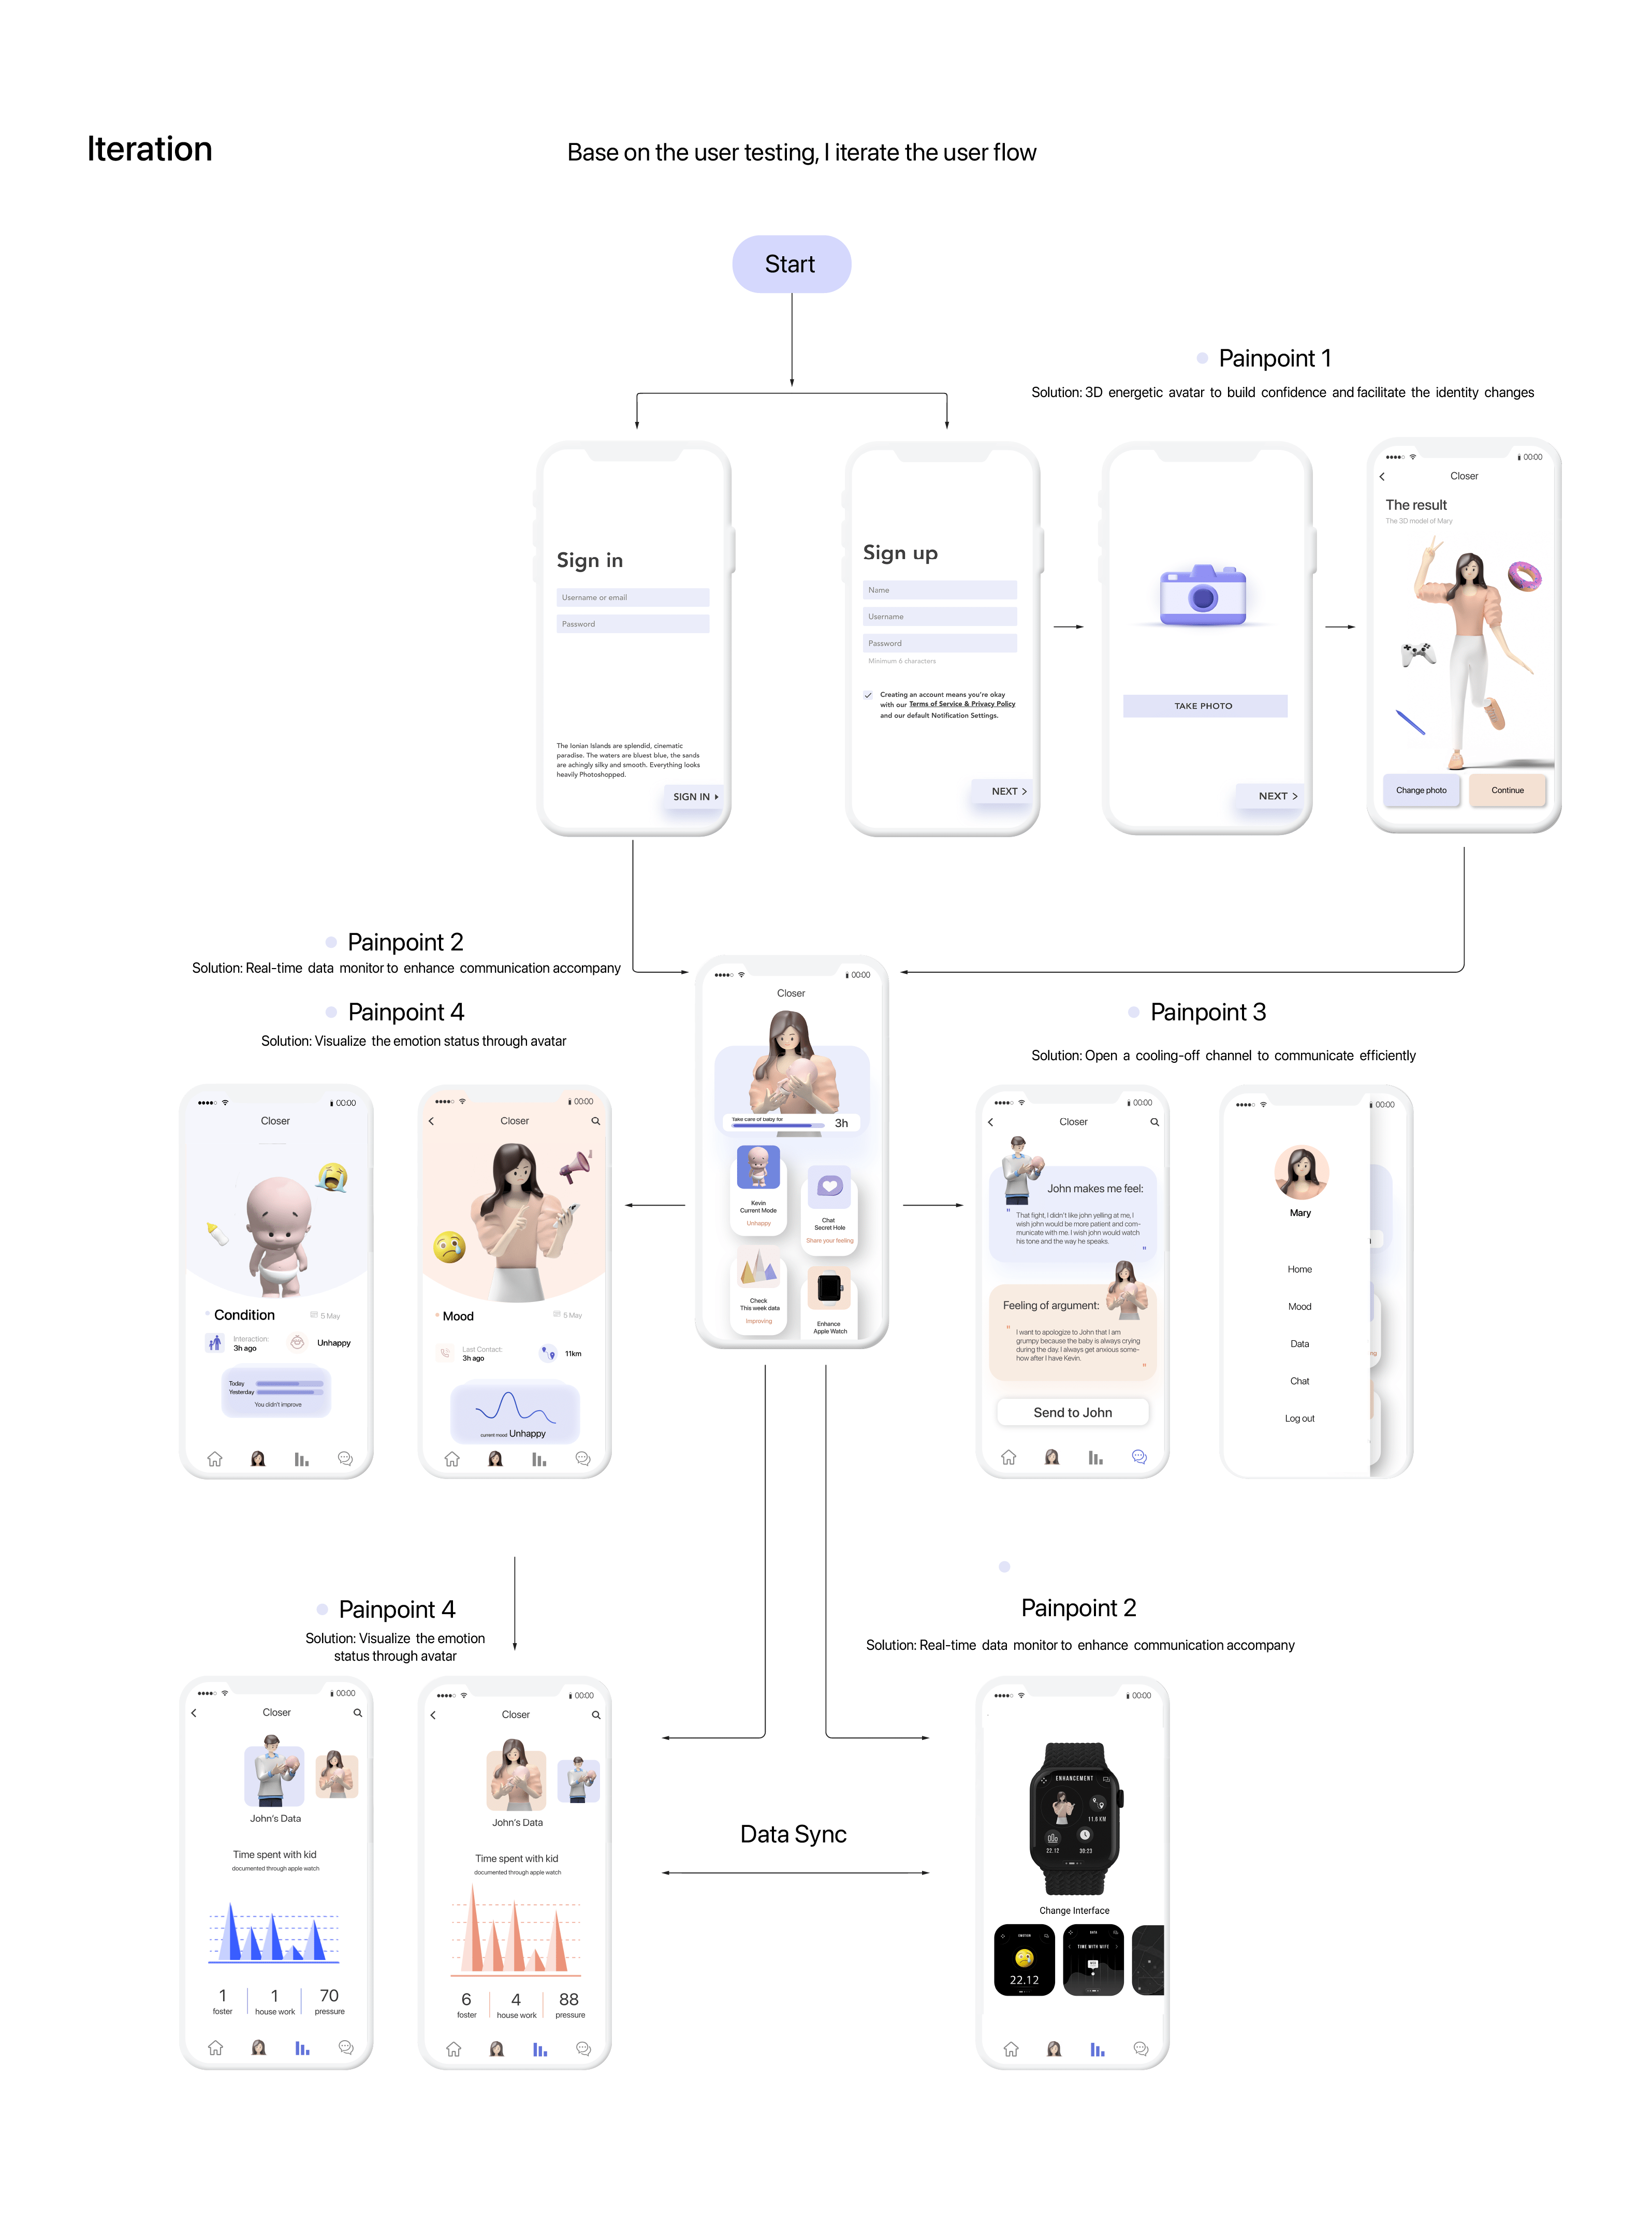 Iteration
Base on the user testing, I iterate the user flow
Start
Painpoint 1
Solution: 3D energetic avatar to build confidence and facilitate the identity changes
Sign in
Username or email
Password
The Ionian Islands are splendid, cinematic
paradise. The waters are bluest blue, the sands
are achingly silky and smooth. Everything looks
heavily Photoshopped.
SIGN IN
Sign up
Name
Username
Password
Minimum 6 characters
Creating an account means you're okay
with our Terms of Service & Privacy Policy
and our default Notification Settings.
NEXT >
TAKE PHOTO
NEXT >
00:00
Closer
The result
The 3D model of Mary
Change photo
Continue
Painpoint 2
Solution: Real-time data monitor to enhance communication accompany
Painpoint 4
Solution: Visualize the emotion status through avatar
00:00
Closer
Condition
5 May
Interaction:
3h ago
Unhappy
Today
Yesterday
You didn't improve
00:00
Closer
Mood
5 May
Last Contact:
3h ago
11km
current mood Unhappy
00:00
Closer
Take care of baby for
3h
Kevin
Current Mode
Unhappy
Chat
Secret Hole
Share your feeling
Check
This week data
Improving
Enhance
Apple Watch
Painpoint 3
Solution: Open a cooling-off channel to communicate efficiently
00:00
Closer
John makes me feel:
" That fight, I didn't like john yelling at me, I
wish john would be more patient and com-
municate with me. I wish john would watch
his tone and the way he speaks.
"
Feeling of argument:
" I want to apologize to John that I am
grumpy because the baby is always crying
during the day. I always get anxious some-
how after I have Kevin.
"
Send to John
00:00
Mary
Home
Mood
Data
Chat
Log out
ng
Painpoint 4
Solution: Visualize the emotion
status through avatar
00:00
Closer
John's Data
Time spent with kid
documented through apple watch
1
foster
1
house work
70
pressure
00:00
Closer
John's Data
Time spent with kid
documented through apple watch
6
foster
4
house work
88
pressure
Data Sync
Painpoint 2
Solution: Real-time data monitor to enhance communication accompany
00:00
ENHANCEMENT
11.6 KM
22.12
30:23
Change Interface
EMOTION
22.12
DATA
TIME WITH WIFE